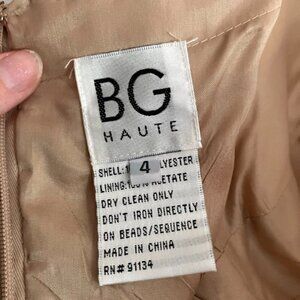 BG
HAUTE
4
SHELL:
LINING: ACETATE
DRY CLEAN ONLY
DON'T IRON DIRECTLY
ON BEADS/SEQUENCE
MADE IN CHINA
RN# 91134